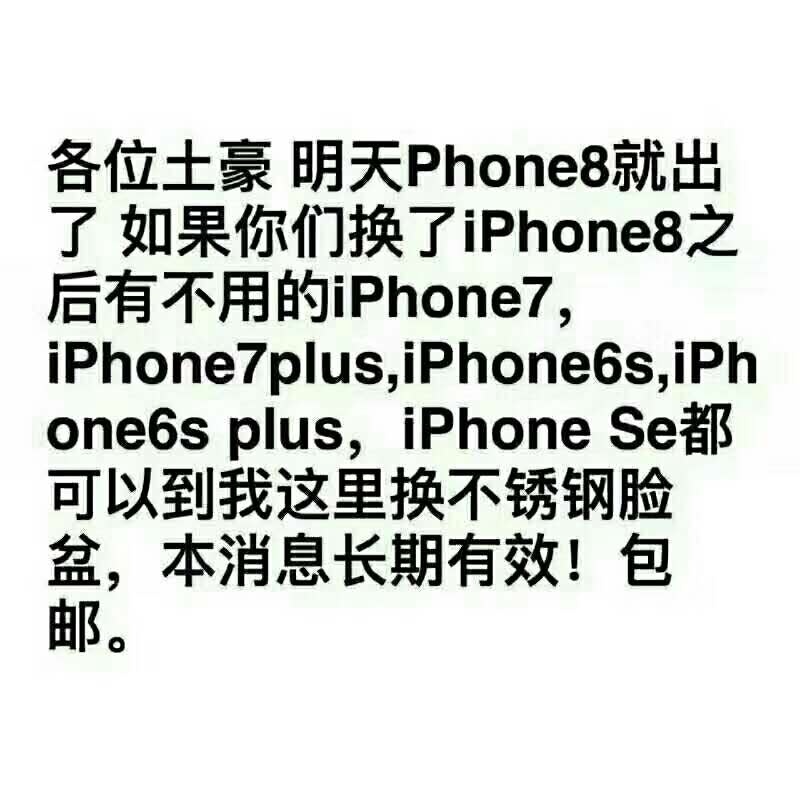 各位土豪 明天Phone8就出
了 如果你们换了iPhone8之
后有不用的iPhone7，
iPhone7plus,iPhone6s,iPh
one6s plus，iPhone Se都
可以到我这里换不锈钢脸
盆，本消息长期有效！包
邮。